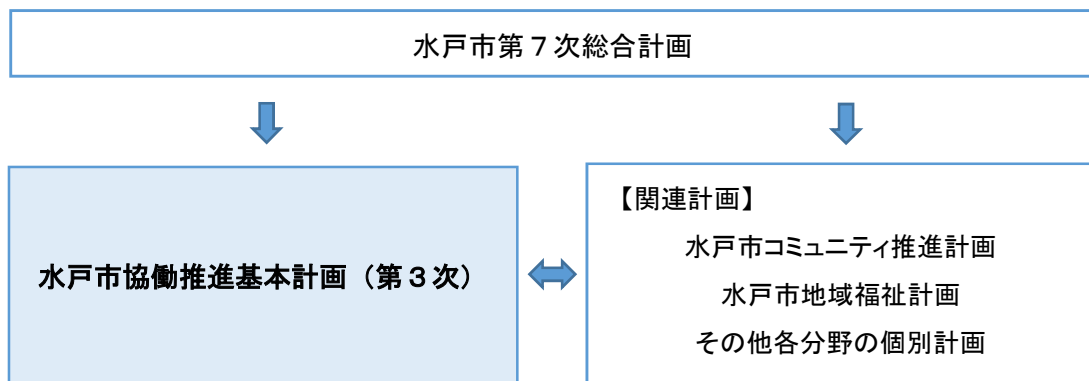 水戸市第７次総合計画
水戸市協働推進基本計画（第３次）
【関連計画】
水戸市コミュニティ推進計画
水戸市地域福祉計画
その他各分野の個別計画